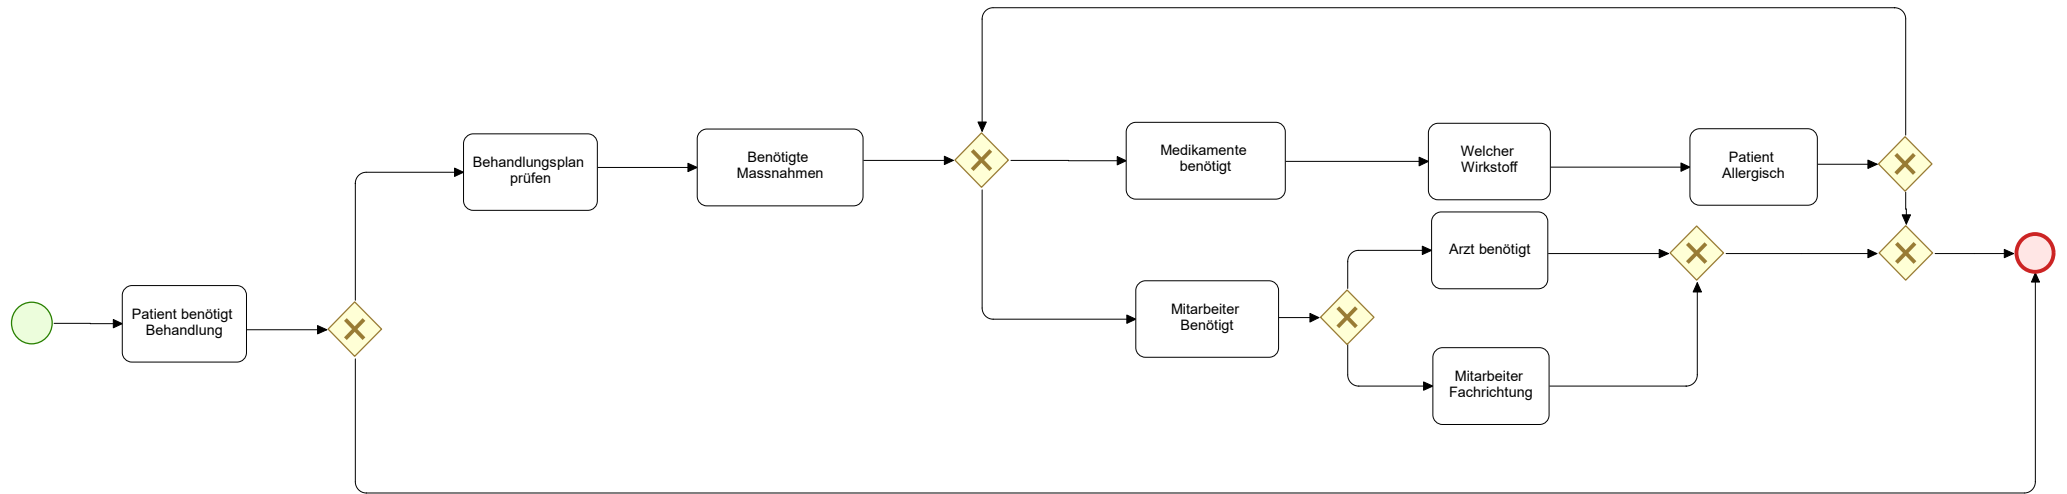 Patient benötigt
Behandlung
Behandlungsplan
prüfen
Benötigte
Massnahmen
Medikamente
benötigt
Welcher
Wirkstoff
Patient
Allergisch
Arzt benötigt
Mitarbeiter
Benötigt
Mitarbeiter
Fachrichtung